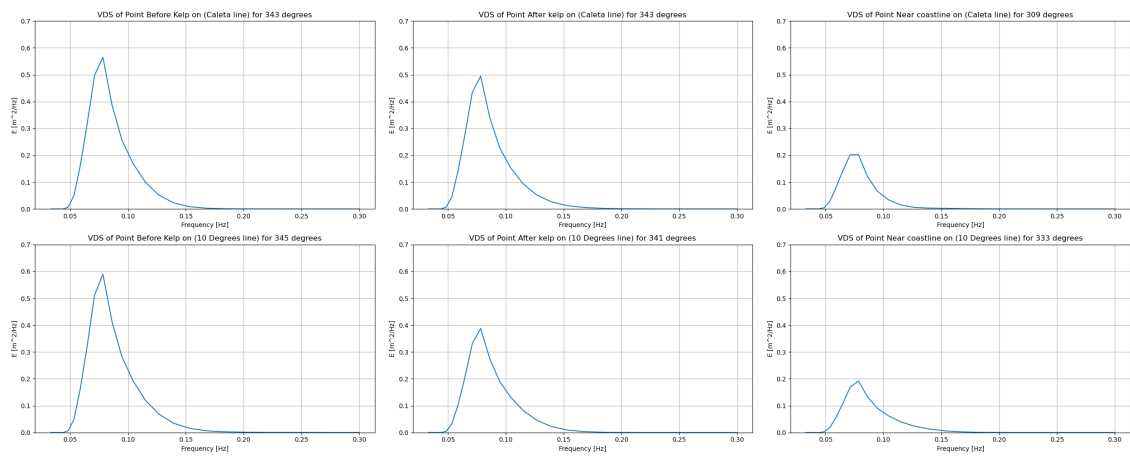 VDS of Point Before Kelp on (Caleta line) for 343 degrees
E [m^2/Hz]
0.7
0.6
0.5
0.4
0.3
0.2
0.1
0.0
0.05 0.10 0.15 0.20 0.25 0.30
Frequency [Hz]
VDS of Point After kelp on (Caleta line) for 343 degrees
E [m^2/Hz]
0.7
0.6
0.5
0.4
0.3
0.2
0.1
0.0
0.05 0.10 0.15 0.20 0.25 0.30
Frequency [Hz]
VDS of Point Near coastline on (Caleta line) for 309 degrees
E [m^2/Hz]
0.7
0.6
0.5
0.4
0.3
0.2
0.1
0.0
0.05 0.10 0.15 0.20 0.25 0.30
Frequency [Hz]
VDS of Point Before Kelp on (10 Degrees line) for 345 degrees
E [m^2/Hz]
0.7
0.6
0.5
0.4
0.3
0.2
0.1
0.0
0.05 0.10 0.15 0.20 0.25 0.30
Frequency [Hz]
VDS of Point After kelp on (10 Degrees line) for 341 degrees
E [m^2/Hz]
0.7
0.6
0.5
0.4
0.3
0.2
0.1
0.0
0.05 0.10 0.15 0.20 0.25 0.30
Frequency [Hz]
VDS of Point Near coastline on (10 Degrees line) for 333 degrees
E [m^2/Hz]
0.7
0.6
0.5
0.4
0.3
0.2
0.1
0.0
0.05 0.10 0.15 0.20 0.25 0.30
Frequency [Hz]